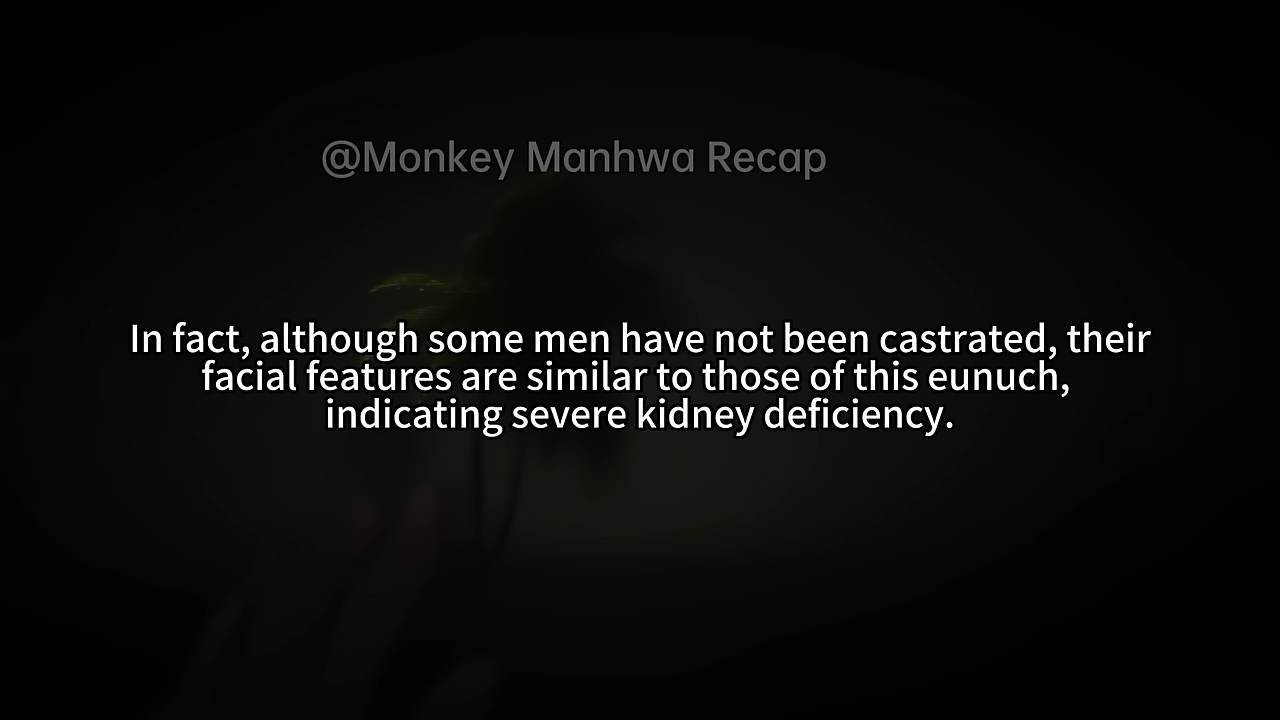 @Monkey Manhwa Recap
In fact, although some men have not been castrated, their
facial features are similar to those of this eunuch,
indicating severe kidney deficiency.